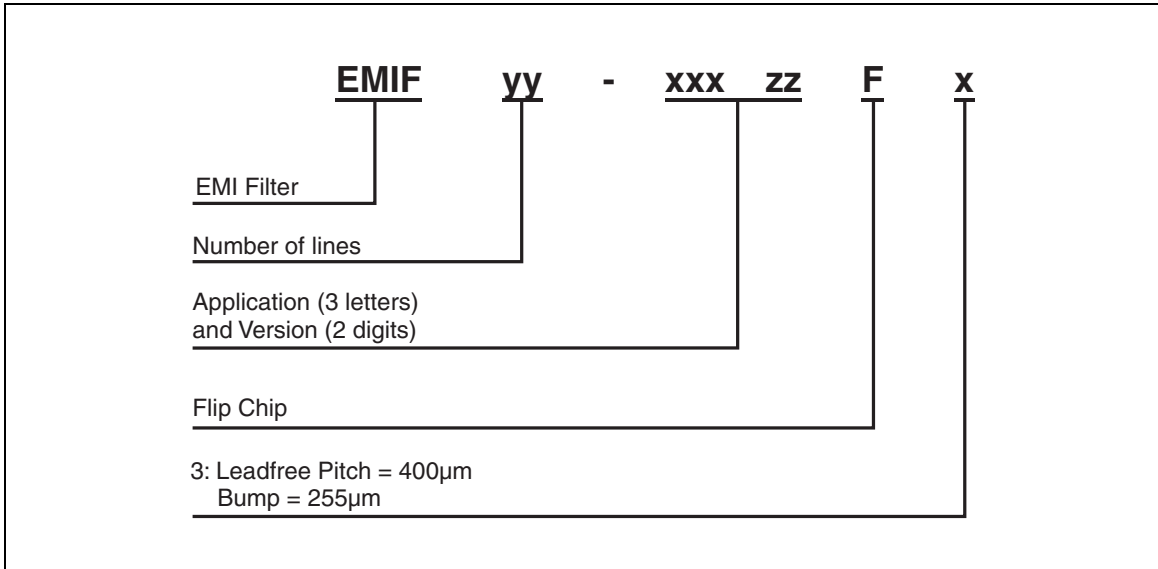 EMIF yy - xxx zz F x
EMI Filter
Number of lines
Application (3 letters)
and Version (2 digits)
Flip Chip
3: Leadfree Pitch = 400µm
Bump = 255µm